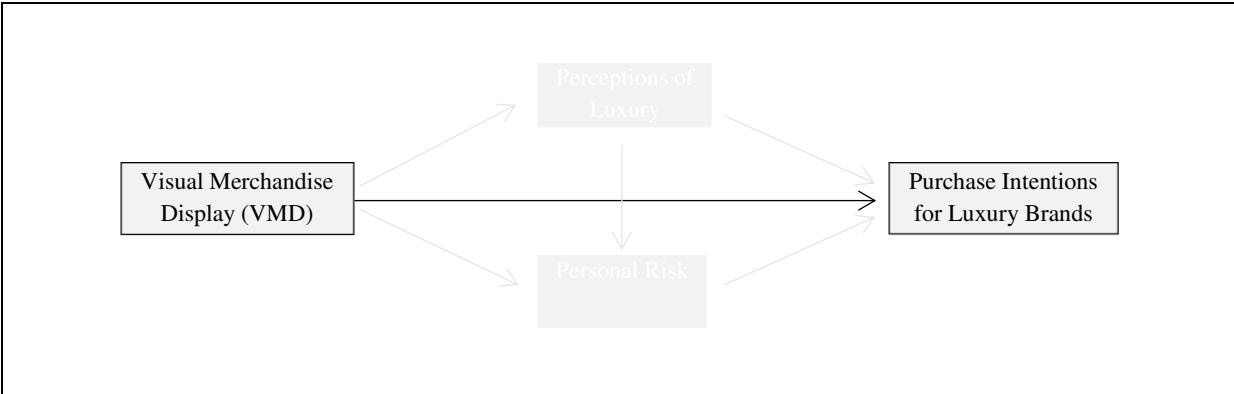 Perceptions of
Luxury
Visual Merchandise
Display (VMD)
Purchase Intentions
for Luxury Brands
Personal Risk